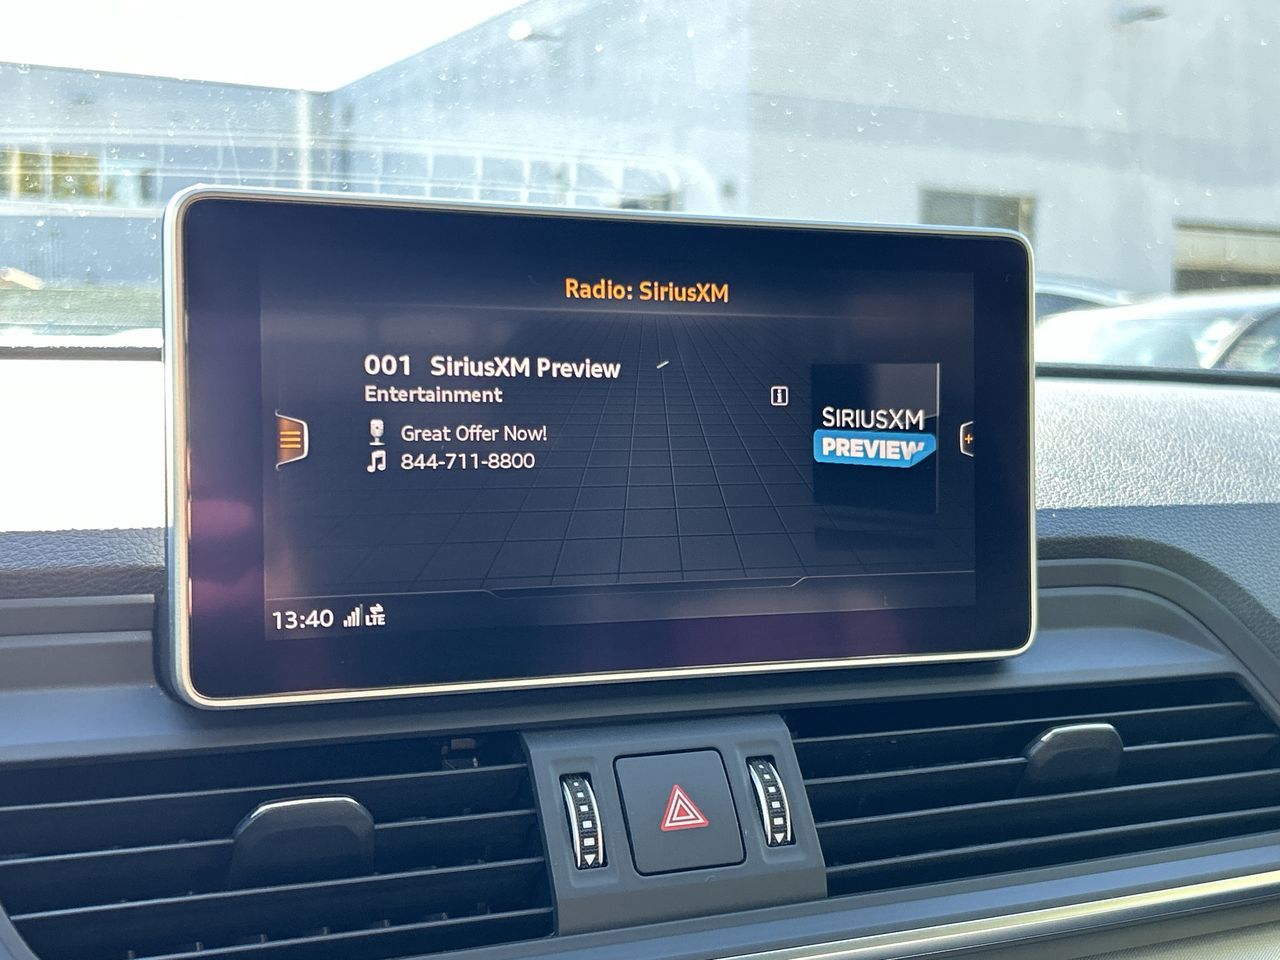 Radio: SiriusXM
001 SiriusXM Preview
Entertainment
Great Offer Now!
844-711-8800
SIRIUSXM
PREVIEW
13:40 LTE